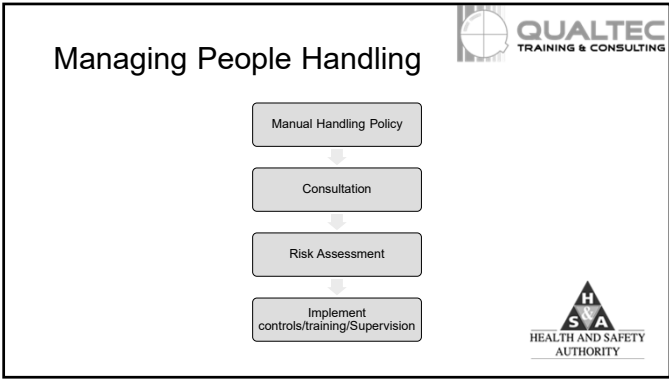 QUALTEC
TRAINING & CONSULTING
Managing People Handling
Manual Handling Policy
Consultation
Risk Assessment
Implement
controls/training/Supervision
H
&
S A
HEALTH AND SAFETY
AUTHORITY